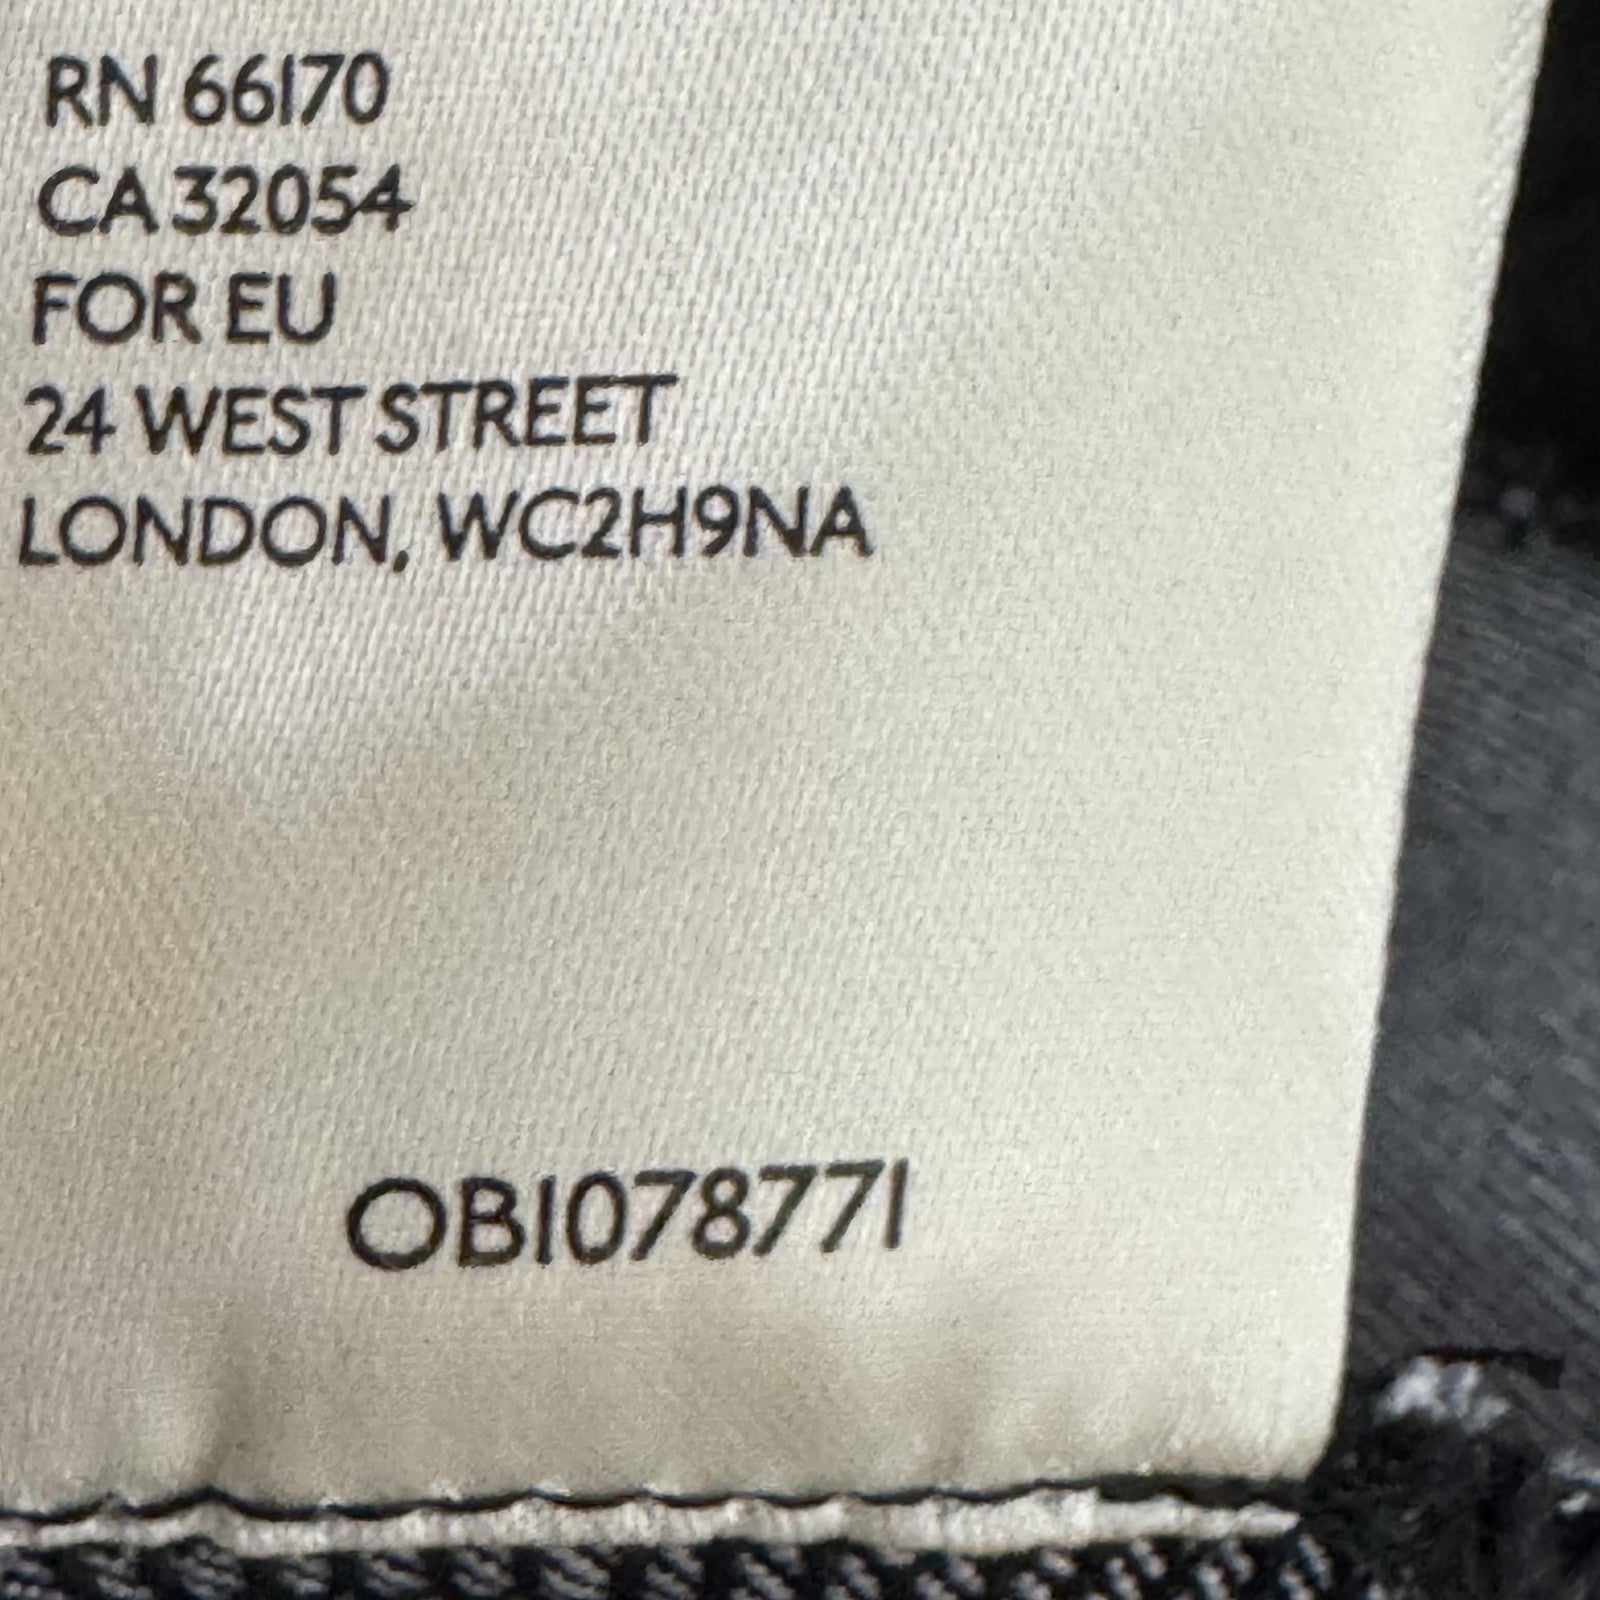 RN 66170
CA 32054
FOR EU
24 WEST STREET
LONDON, WC2H9NA
OB1078771